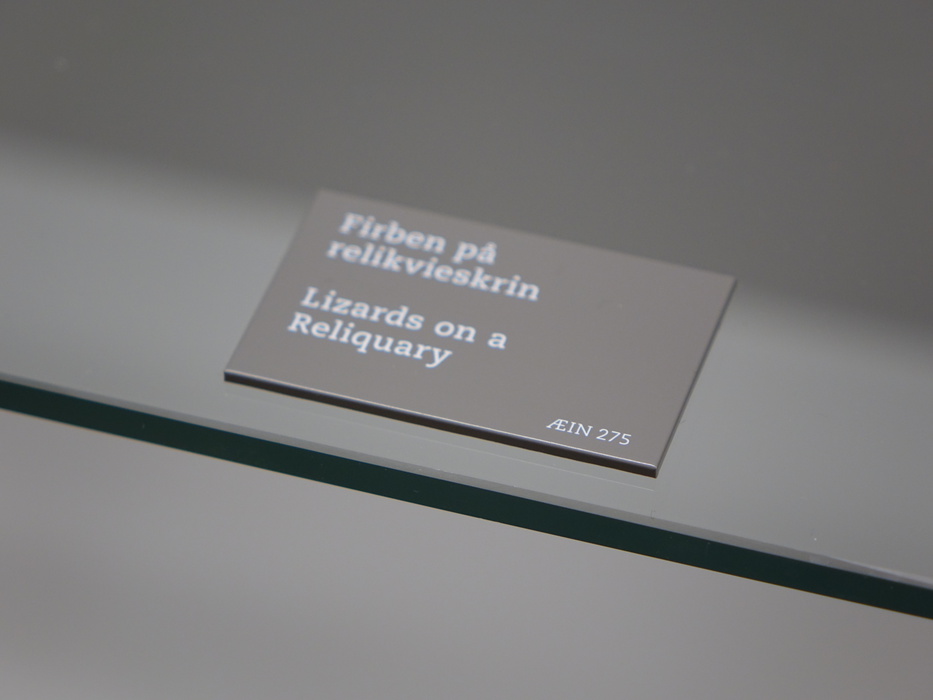 Firben på
relikvieskrin
Lizards on a
Reliquary
ÆIN 275